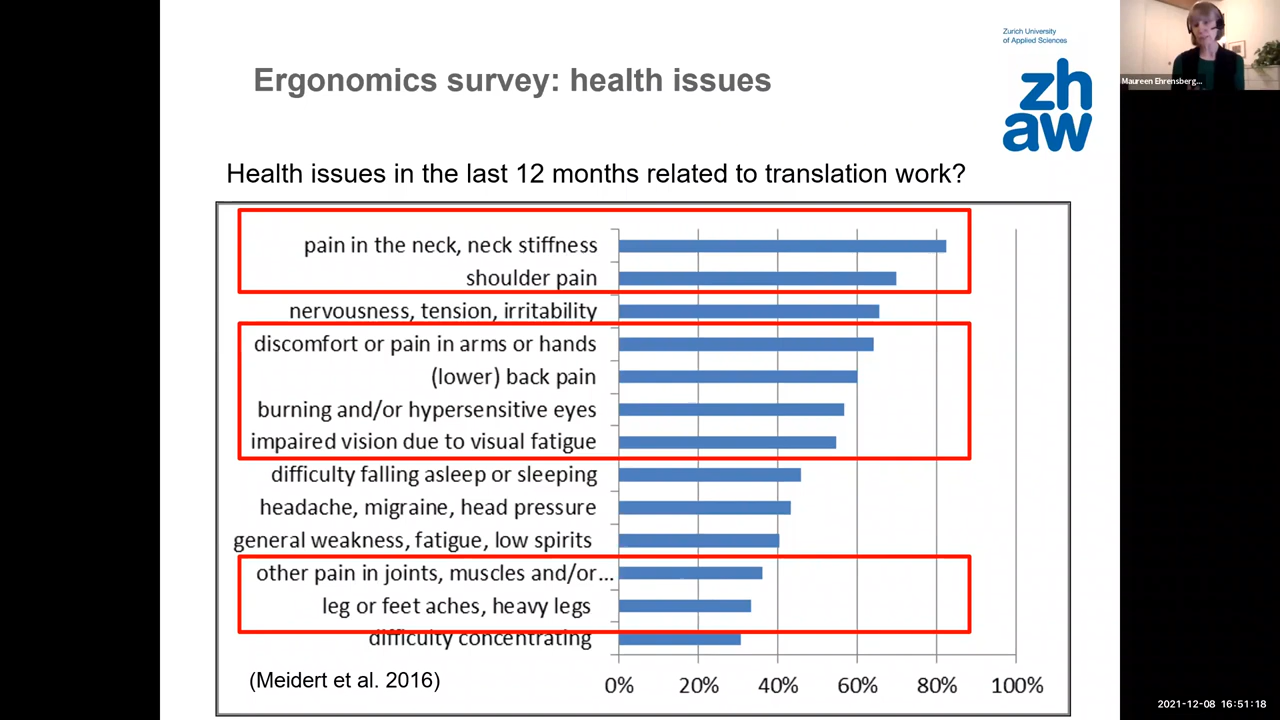 Zurich University
of Applied Sciences
zh
aw
Maureen Ehrensberg...
Ergonomics survey: health issues
Health issues in the last 12 months related to translation work?
pain in the neck, neck stiffness
shoulder pain
nervousness, tension, irritability
discomfort or pain in arms or hands
(lower) back pain
burning and/or hypersensitive eyes
impaired vision due to visual fatigue
difficulty falling asleep or sleeping
headache, migraine, head pressure
general weakness, fatigue, low spirits
other pain in joints, muscles and/or...
leg or feet aches, heavy legs
difficulty concentrating
0% 20% 40% 60% 80% 100%
(Meidert et al. 2016)
2021-12-08 16:51:18